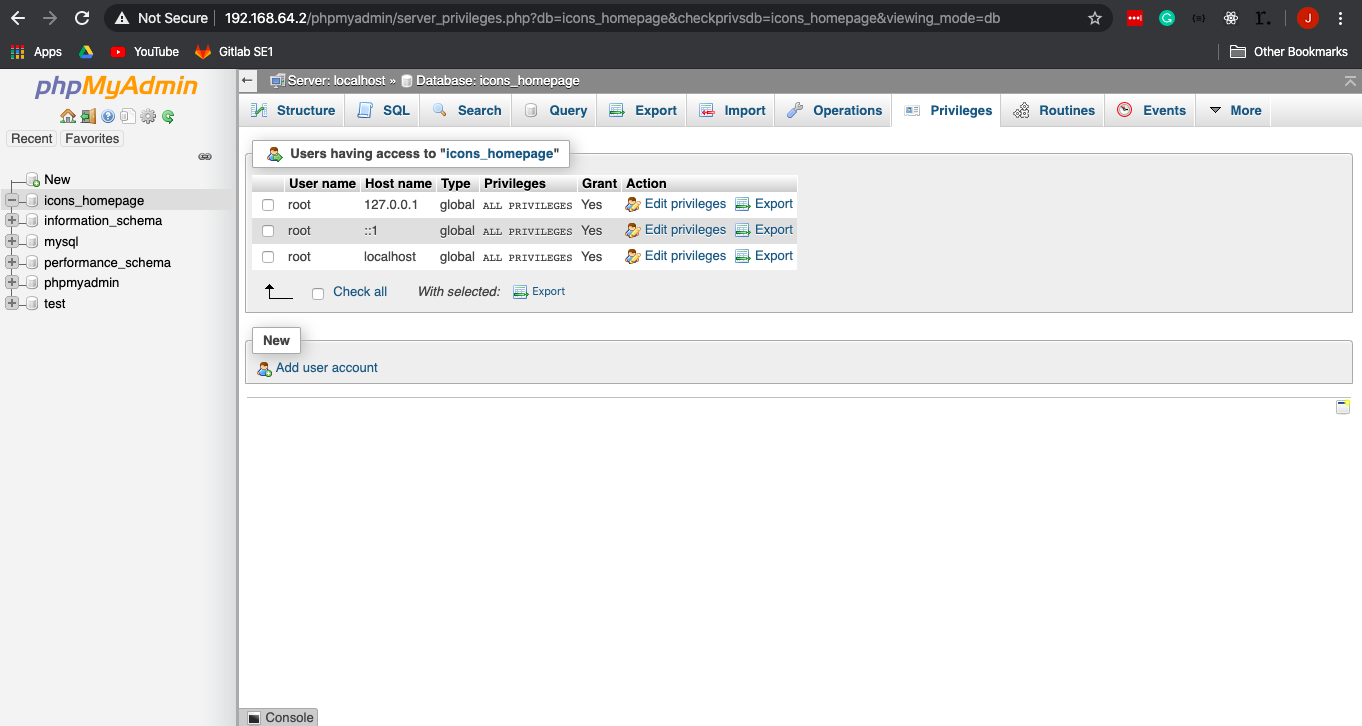 Not Secure 192.168.64.2/phpmyadmin/server_privileges.php?db=icons_homepage&checkprivsdb=icons_homepage&viewing_mode=db
Apps YouTube Gitlab SE1 Other Bookmarks
phpMyAdmin
Recent Favorites
New
icons_homepage
information_schema
mysql
performance_schema
phpmyadmin
test
Server: localhost » Database: icons_homepage
Structure SQL Search Query Export Import Operations Privileges Routines Events More
Users having access to "icons_homepage"
User name Host name Type Privileges Grant Action
root 127.0.0.1 global ALL PRIVILEGES Yes Edit privileges Export
root ::1 global ALL PRIVILEGES Yes Edit privileges Export
root localhost global ALL PRIVILEGES Yes Edit privileges Export
Check all With selected: Export
New
Add user account
Console